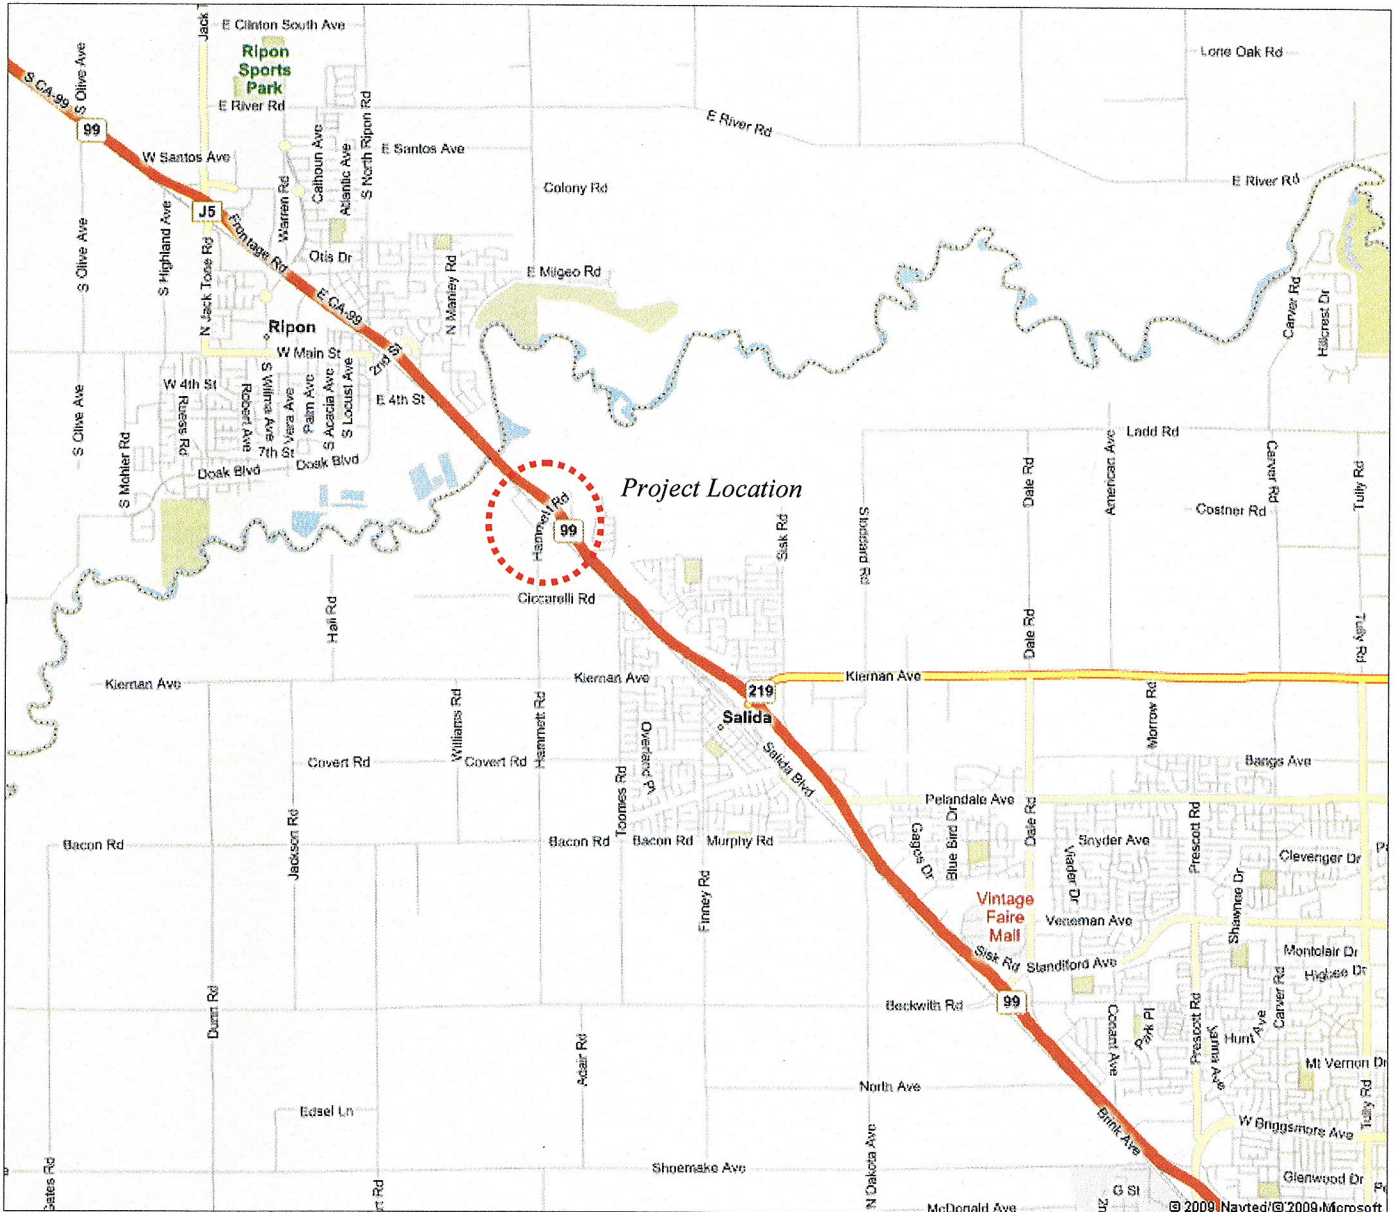 E Clinton South Ave
Jack
Ripon
Sports
Park
Lone Oak Rd
S CA-99
S Olive Ave
99
E River Rd
E River Rd
W Santos Ave
Calhoun Ave
Atlantic Ave
S North Ripon Rd
E Santos Ave
Colony Rd
E River Rd
J5
Warren Rd
Frontage Rd
S Olive Ave
S Highland Ave
N Jack Tone Rd
Otis Dr
N Manley Rd
E Milgeo Rd
E CA-99
Carver Rd
Hillcrest Dr
Ripon
W Main St
2nd St
W 4th St
Ruess Rd
Robert Ave
S Wilma Ave
Vera Ave
Palm Ave
S Acacia Ave
S Locust Ave
E 4th St
S Olive Ave
S Mohler Rd
7th St
Doak Blvd
Doak Blvd
Ladd Rd
Dale Rd
American Ave
Carver Rd
Tully Rd
Costner Rd
Project Location
Hammett Rd
99
Sisk Rd
Stoddard Rd
Ciccarelli Rd
Hall Rd
Dale Rd
Tully Rd
Kiernan Ave
Kiernan Ave
Kiernan Ave
219
Salida
Williams Rd
Hammett Rd
Overland Pl
Morrow Rd
Covert Rd
Covert Rd
Salida Blvd
Bangs Ave
Toomes Rd
Pelandale Ave
Jackson Rd
Bacon Rd
Bacon Rd
Bacon Rd
Murphy Rd
Gagos Dr
Blue Bird Dr
Dale Rd
Snyder Ave
Viader Dr
Prescott Rd
Clevenger Dr
Finney Rd
Vintage
Faire
Mall
Veneman Ave
Shawnee Dr
Sisk Rd
Standiford Ave
Montclair Dr
Higbee Dr
99
Beckwith Rd
Dunn Rd
Adair Rd
Conant Ave
Park Pl
Prescott Rd
Hunt Ave
Carver Rd
Mt Vernon Dr
North Ave
Tully Rd
Edsel Ln
Brink Ave
W Briggsmore Ave
Shoemake Ave
N Dakota Ave
Glenwood Dr
G St
McDonald Ave
© 2009 Navteq/© 2009 Microsoft